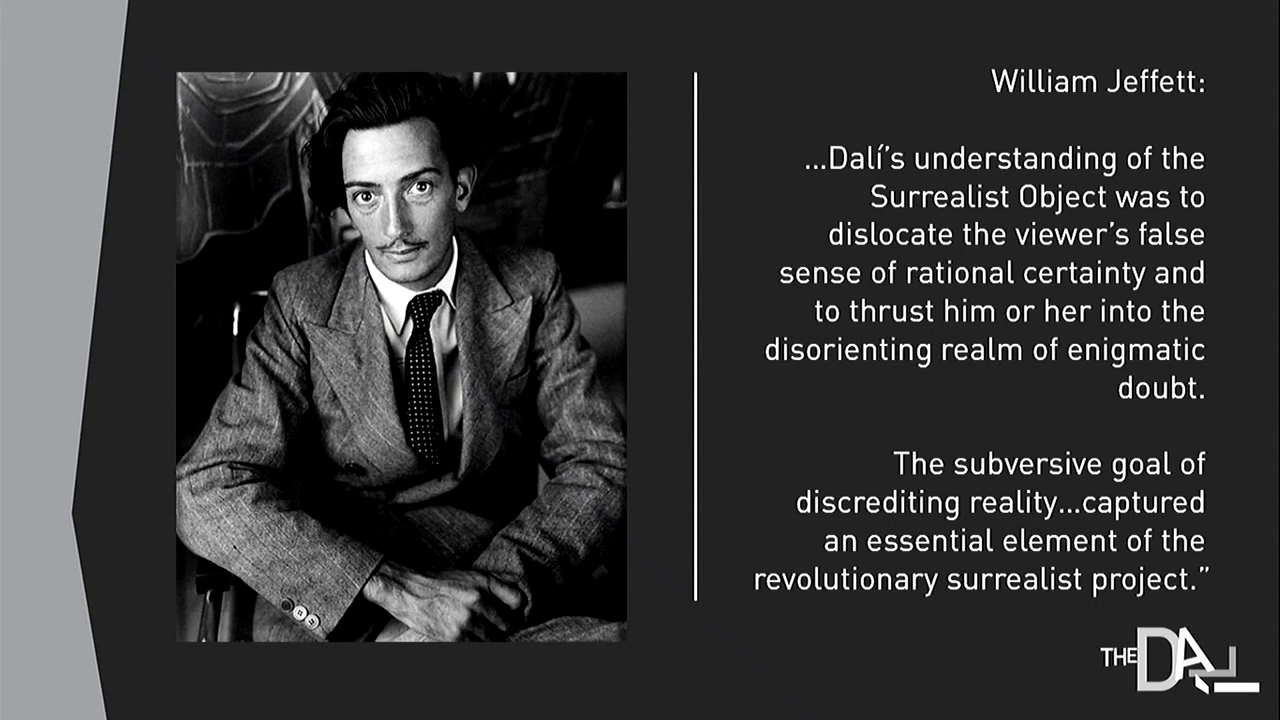 William Jeffett:
...Dalí’s understanding of the
Surrealist Object was to
dislocate the viewer’s false
sense of rational certainty and
to thrust him or her into the
disorienting realm of enigmatic
doubt.
The subversive goal of
discrediting reality...captured
an essential element of the
revolutionary surrealist project.”
THE DALÍ